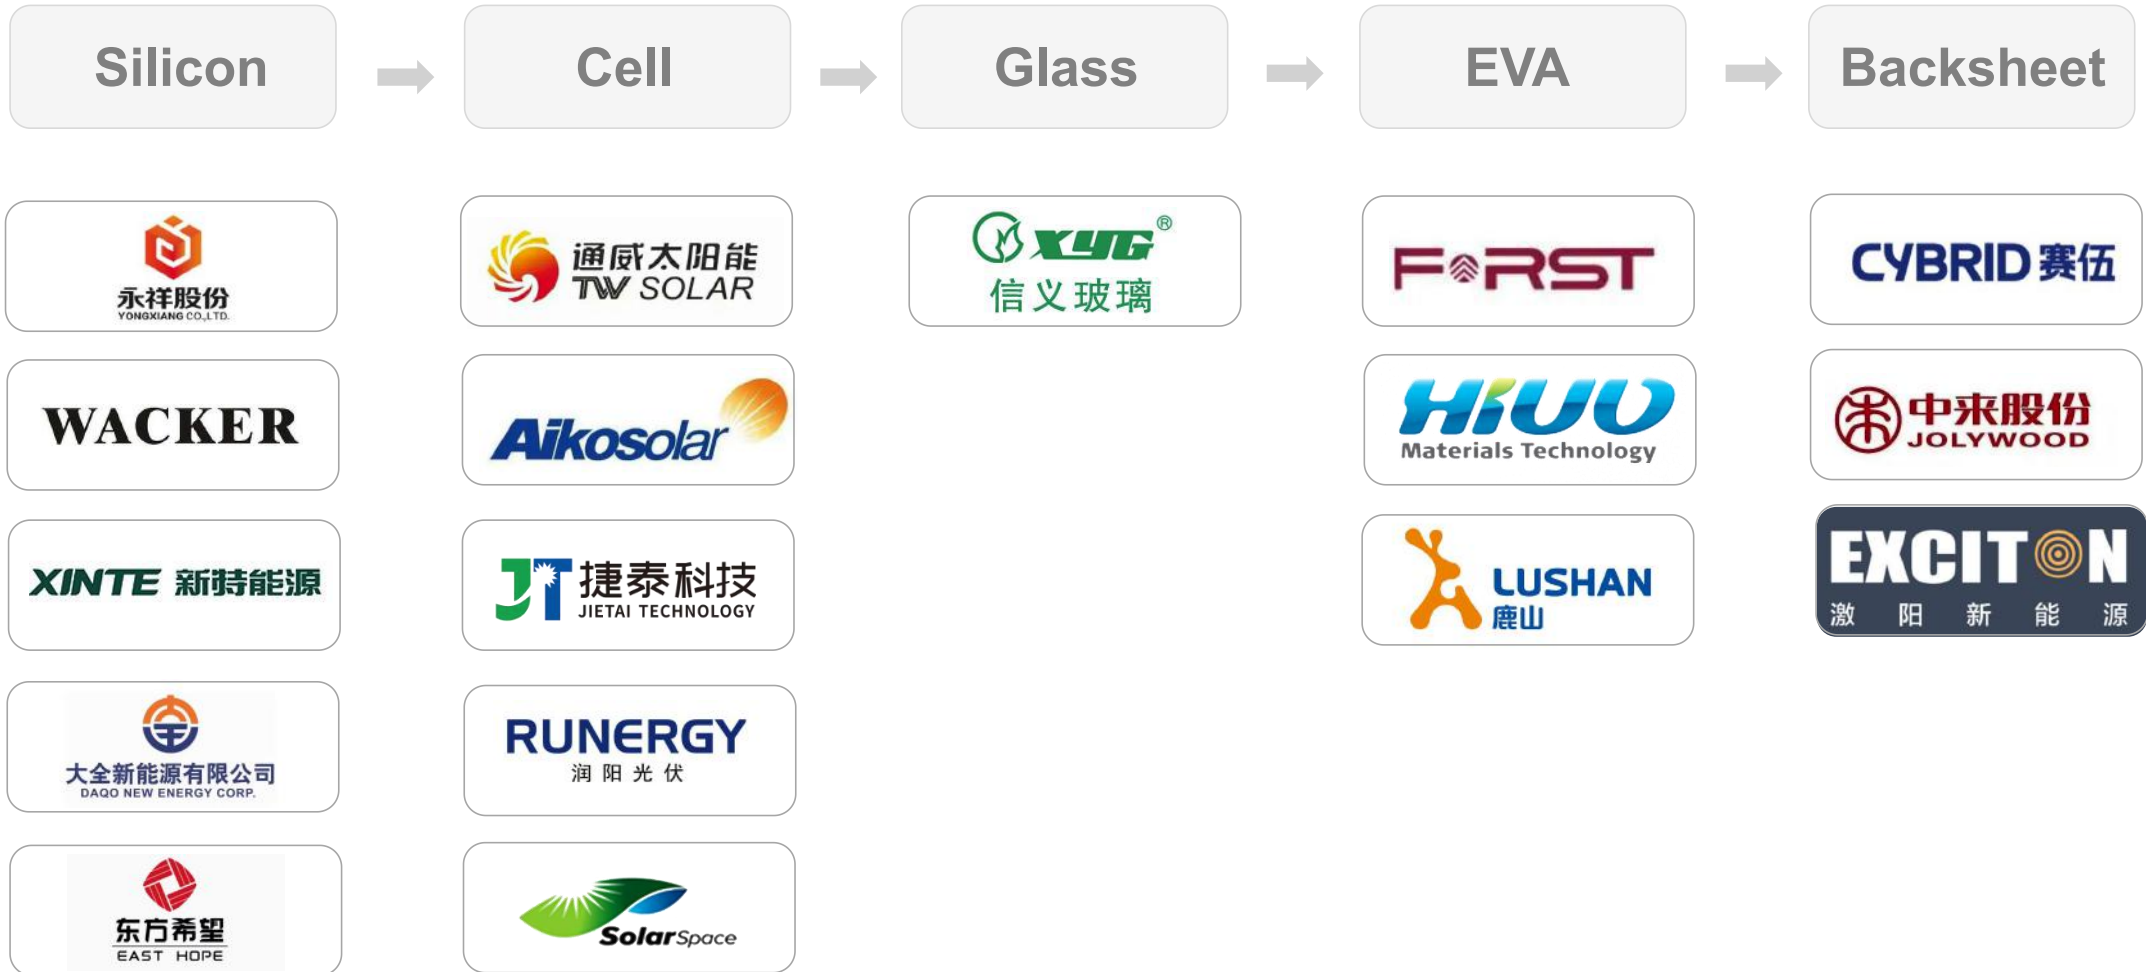 Silicon
Cell
Glass
EVA
Backsheet
永祥股份
YONGXIANG CO.,LTD.
WACKER
XINTE 新特能源
大全新能源有限公司
DAQO NEW ENERGY CORP.
东方希望
EAST HOPE
通威太阳能
TW SOLAR
Aikosolar
JT 捷泰科技
JIETAI TECHNOLOGY
RUNERGY
润阳光伏
SolarSpace
XYG®
信义玻璃
FIRST
HIUV
Materials Technology
LUSHAN
鹿山
CYBRID 赛伍
中来股份
JOLYWOOD
EXCITON
激阳新能源